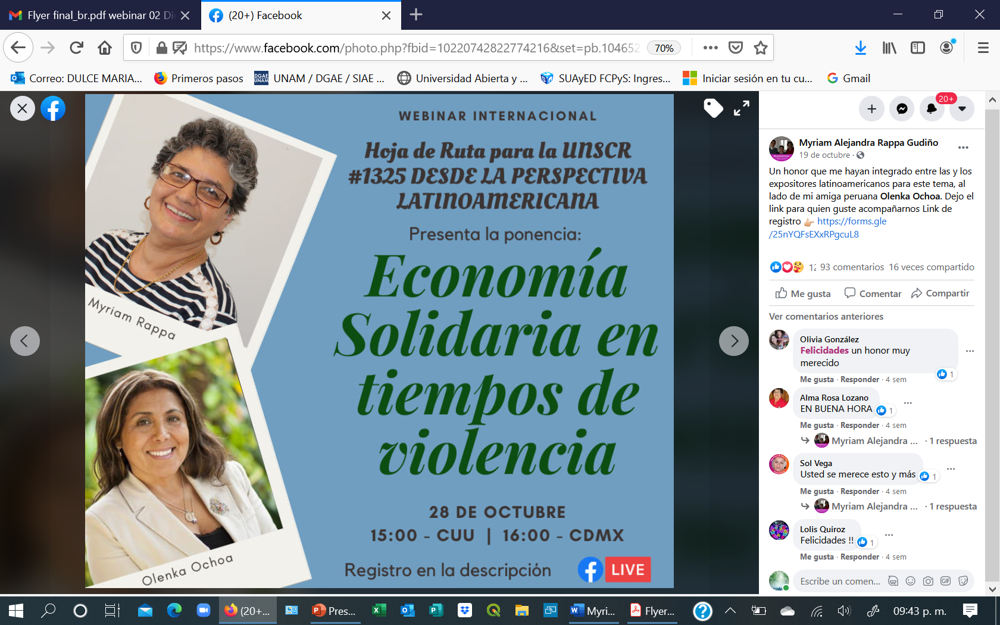 Flyer final_br.pdf webinar 02 Di
(20+) Facebook
https://www.facebook.com/photo.php?fbid=10220742822774216&set=pb.104652
70%
Correo: DULCE MARIA...
Primeros pasos
DGAE UNAM
UNAM / DGAE / SIAE ...
Universidad Abierta y ...
SUAyED FCPyS: Ingres...
Iniciar sesión en tu cu...
Gmail
WEBINAR INTERNACIONAL
Hoja de Ruta para la UNSCR
#1325 DESDE LA PERSPECTIVA
LATINOAMERICANA
Presenta la ponencia:
Economía
Solidaria en
tiempos de
violencia
28 DE OCTUBRE
15:00 - CUU | 16:00 - CDMX
Registro en la descripción
LIVE
Myriam Rappa
Olenka Ochoa
20+
Myriam Alejandra Rappa Gudiño
19 de octubre ·
Un honor que me hayan integrado entre las y los
expositores latinoamericanos para este tema, al
lado de mi amiga peruana Olenka Ochoa. Dejo el
link para quien guste acompañarnos Link de
registro 👉🏼 https://forms.gle
/25nYQFsEXxRPgcuL8
93 comentarios 16 veces compartido
Me gusta Comentar Compartir
Ver comentarios anteriores
Olivia González
Felicidades un honor muy
merecido
1
Me gusta · Responder · 4 sem
Alma Rosa Lozano
EN BUENA HORA
1
Me gusta · Responder · 4 sem
Myriam Alejandra ... · 1 respuesta
Sol Vega
Usted se merece esto y más
1
Me gusta · Responder · 4 sem
Myriam Alejandra ... · 1 respuesta
Lolis Quiroz
Felicidades !!
1
Me gusta · Responder · 4 sem
Escribe un comen...
GIF
(20+...
Pres...
Myri...
Flyer...
09:43 p. m.